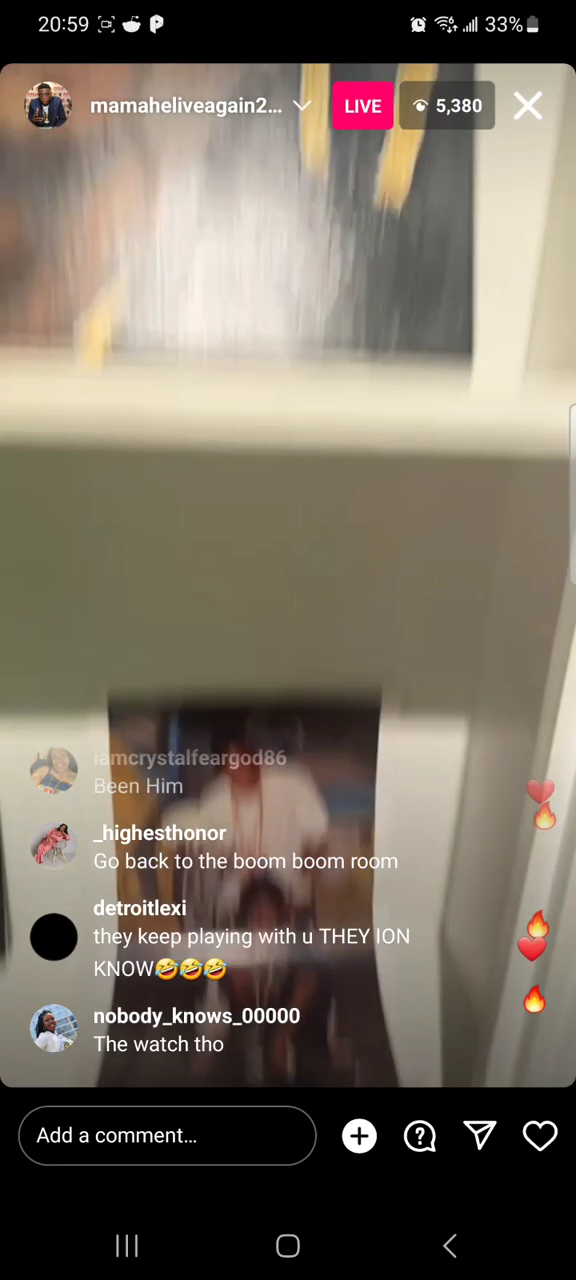 20:59
33%
mamaheliveagain2...
LIVE
5,380
iamcrystalfeargod86
Been Him
_highesthonor
Go back to the boom boom room
detroitlexi
they keep playing with u THEY ION
KNOW🤣🤣🤣
nobody_knows_00000
The watch tho
Add a comment...